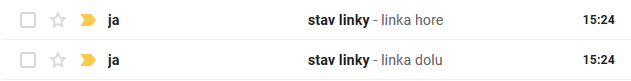 ja stav linky - linka hore 15:24
ja stav linky - linka dolu 15:24